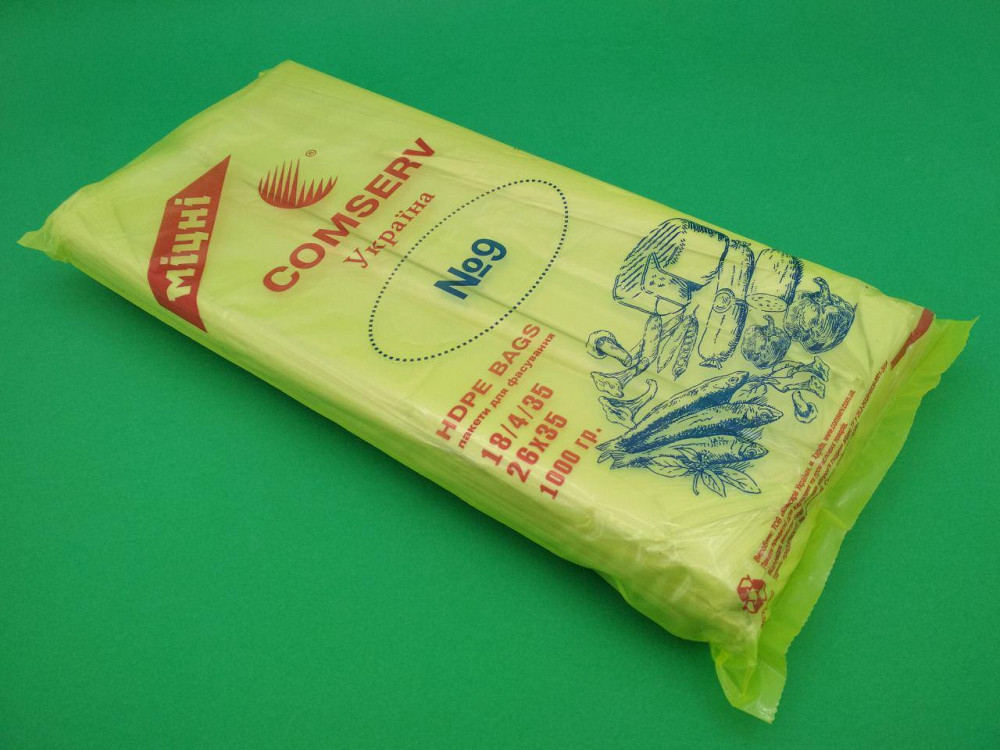 міцні
®
COMSERV
Україна
№9
HDPE BAGS
пакети для фасування
18/4/35
26х35
1000 гр.